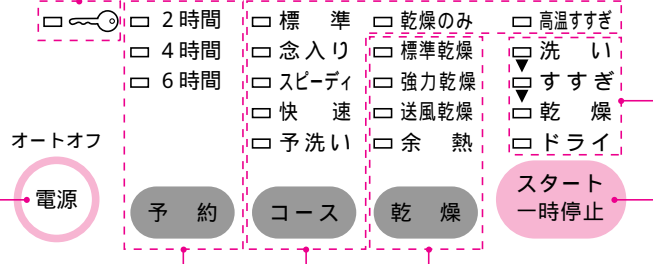 2時間 標準 乾燥のみ 高温すすぎ
4時間 念入り 標準乾燥 洗い
6時間 スピーディ 強力乾燥 すすぎ
快速 送風乾燥 乾燥
オートオフ 予洗い 余熱 ドライ
電源 予約 コース 乾燥 スタート
一時停止